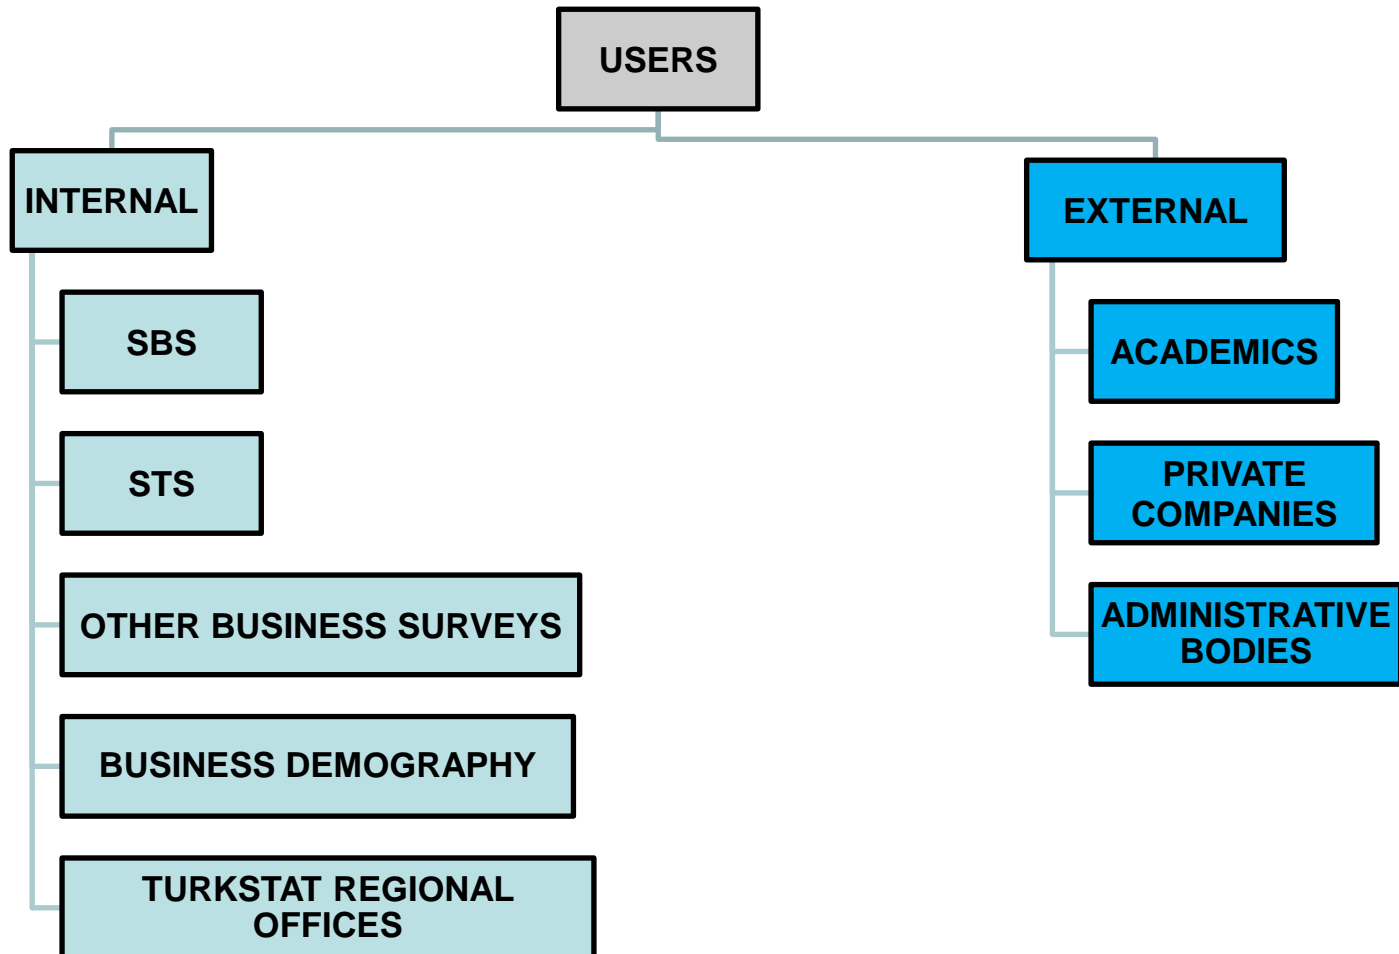 USERS
INTERNAL
SBS
STS
OTHER BUSINESS SURVEYS
BUSINESS DEMOGRAPHY
TURKSTAT REGIONAL
OFFICES
EXTERNAL
ACADEMICS
PRIVATE
COMPANIES
ADMINISTRATIVE
BODIES